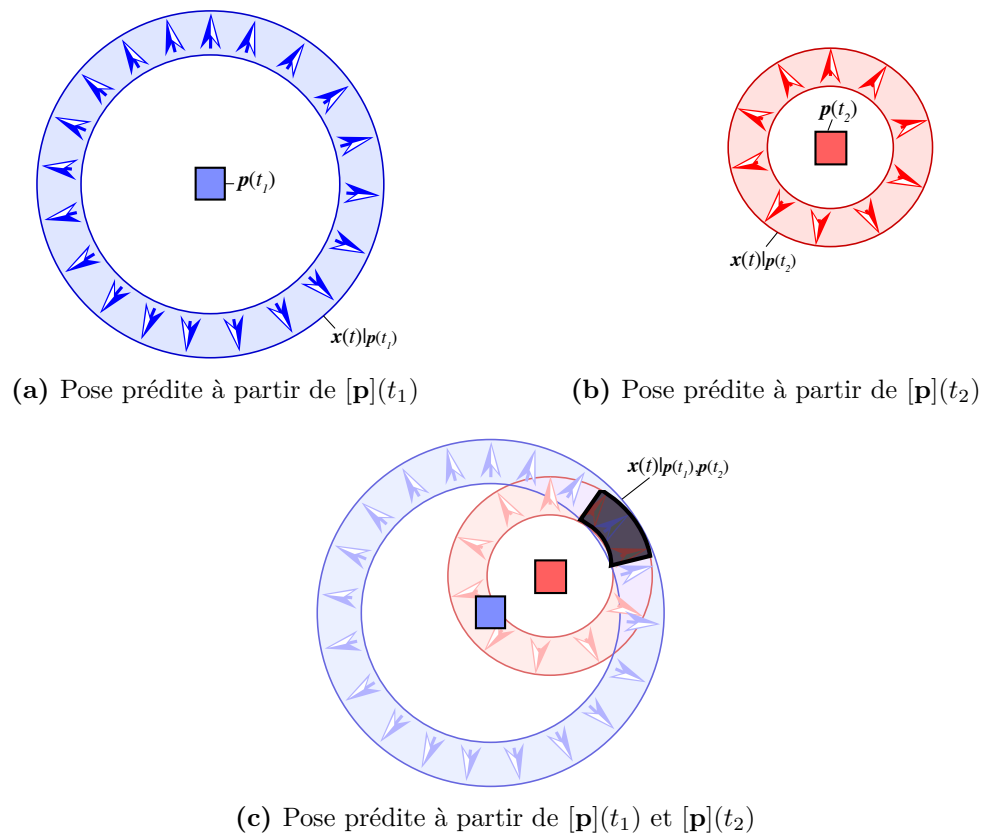 p(t₁)
x(t)|p(t₁)
p(t₂)
x(t)|p(t₂)
(a) Pose prédite à partir de [p](t₁)
(b) Pose prédite à partir de [p](t₂)
x(t)|p(t₁),p(t₂)
(c) Pose prédite à partir de [p](t₁) et [p](t₂)